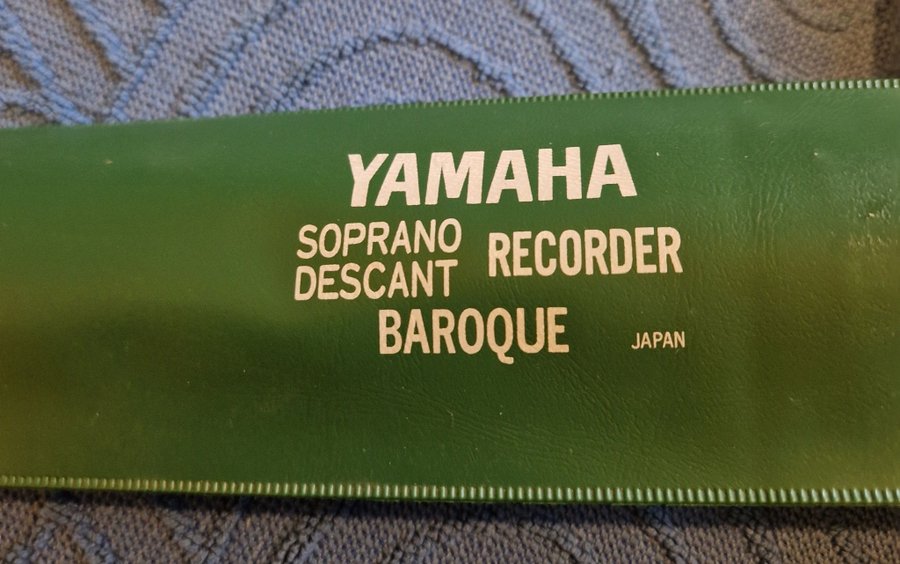 YAMAHA
SOPRANO
DESCANT
RECORDER
BAROQUE
JAPAN